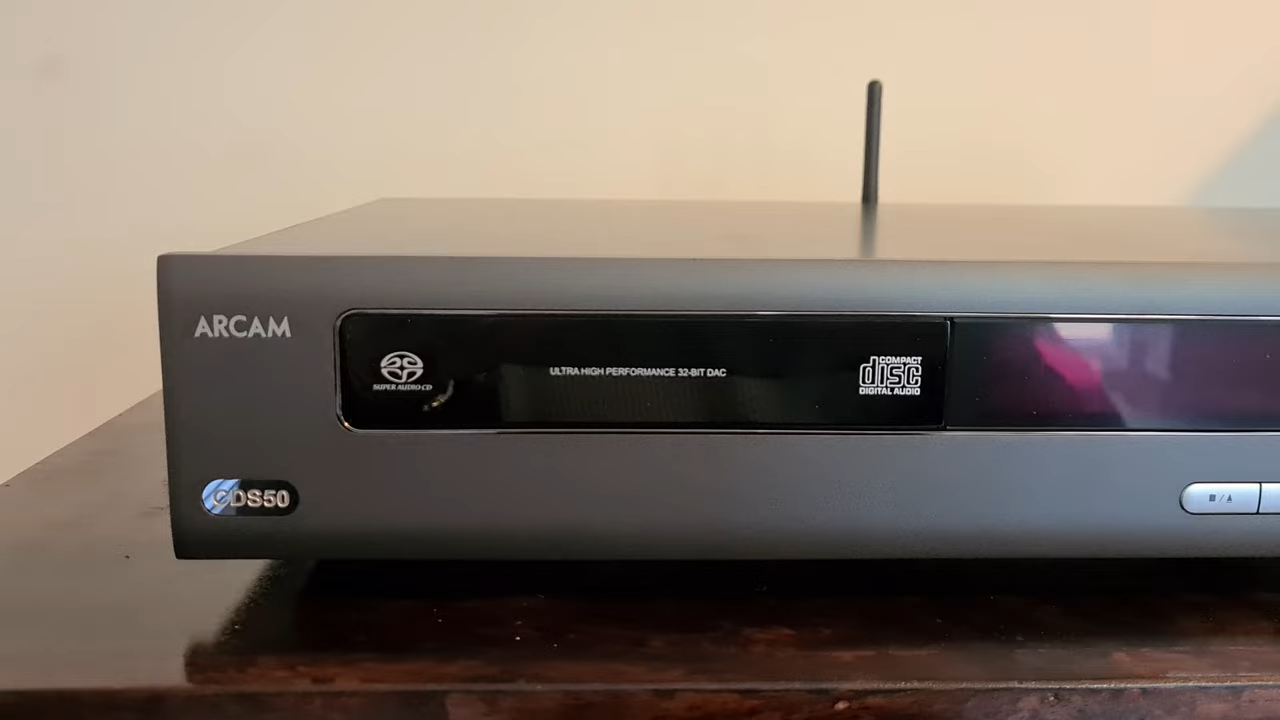 ARCAM
SUPER AUDIO CD
ULTRA HIGH PERFORMANCE 32-BIT DAC
COMPACT
disc
DIGITAL AUDIO
CDS50